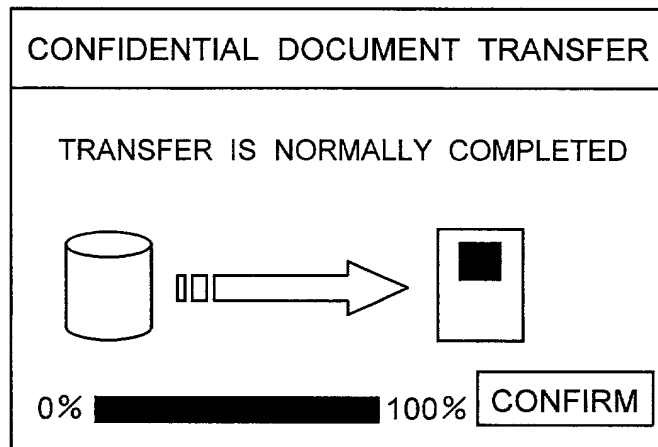 CONFIDENTIAL DOCUMENT TRANSFER
TRANSFER IS NORMALLY COMPLETED
0% 100% CONFIRM